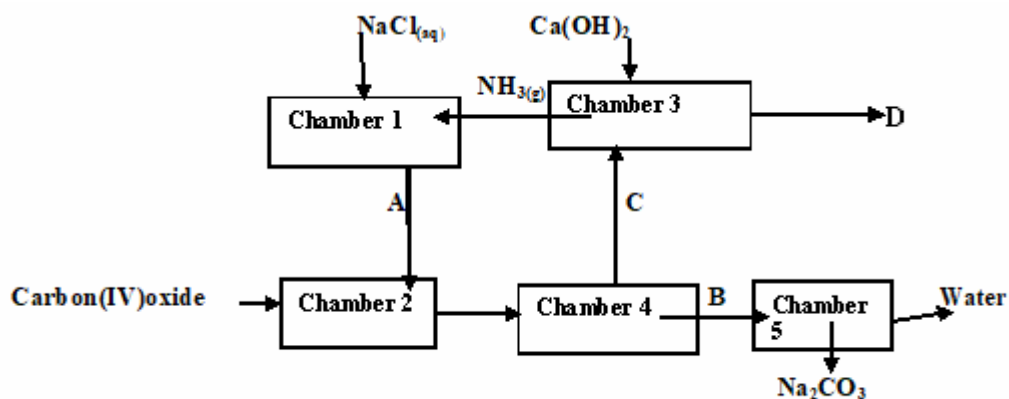 NaCl(aq)
Ca(OH)₂
NH₃(g)
Chamber 1
Chamber 3
D
A
C
Carbon(IV)oxide
Chamber 2
Chamber 4
B
Chamber
5
Water
Na₂CO₃